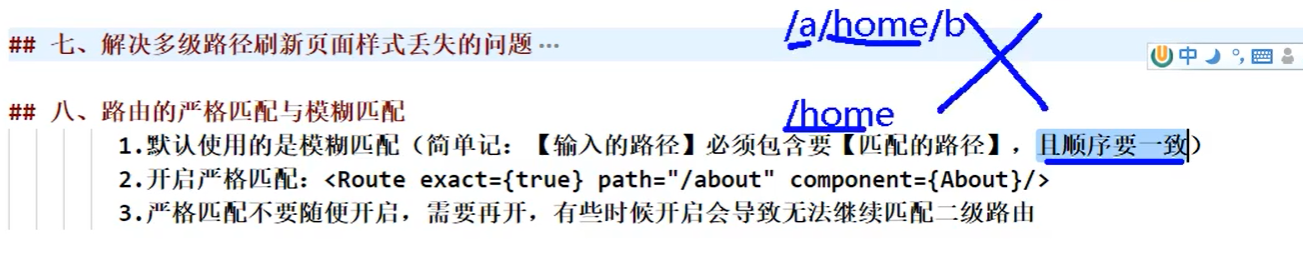 /a/home/b
## 七、解决多级路径刷新页面样式丢失的问题…
中
/home
## 八、路由的严格匹配与模糊匹配
1.默认使用的是模糊匹配（简单记：【输入的路径】必须包含要【匹配的路径】，且顺序要一致）
2.开启严格匹配：<Route exact={true} path="/about" component={About}/>
3.严格匹配不要随便开启，需要再开，有些时候开启会导致无法继续匹配二级路由